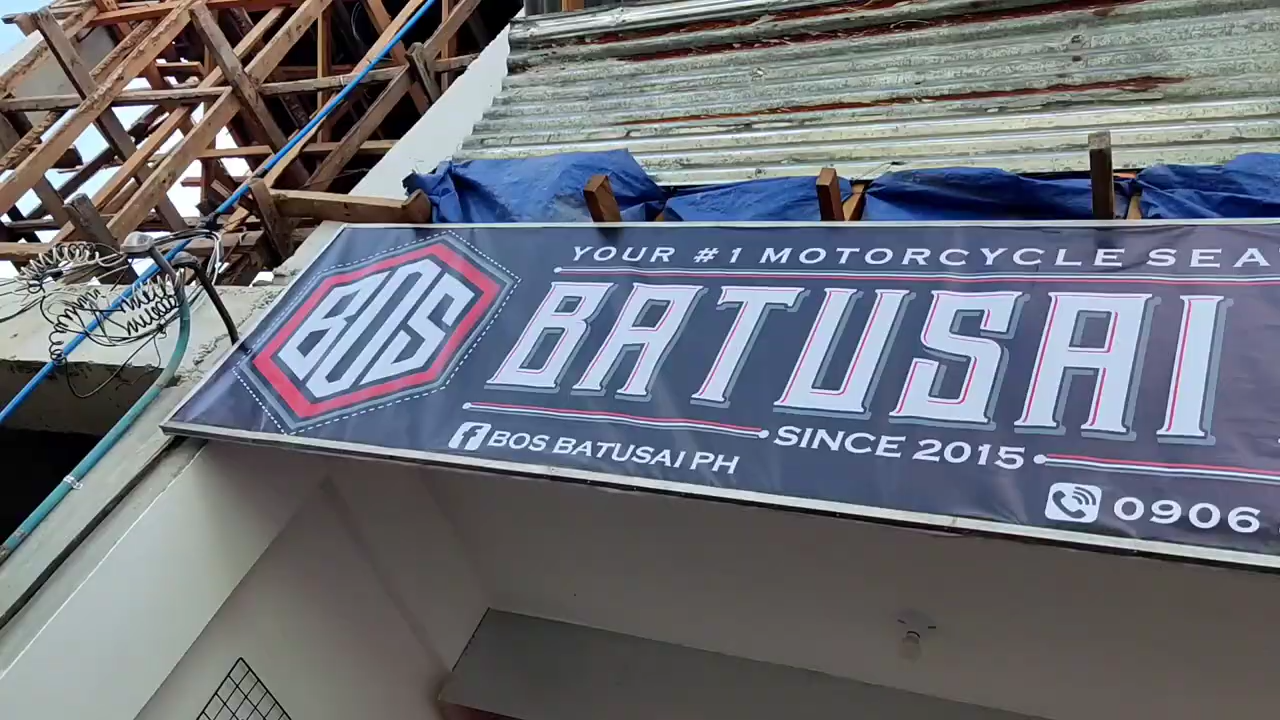 YOUR #1 MOTORCYCLE SEA
BOS
BATUSAI
SINCE 2015
BOS BATUSAI PH
0906